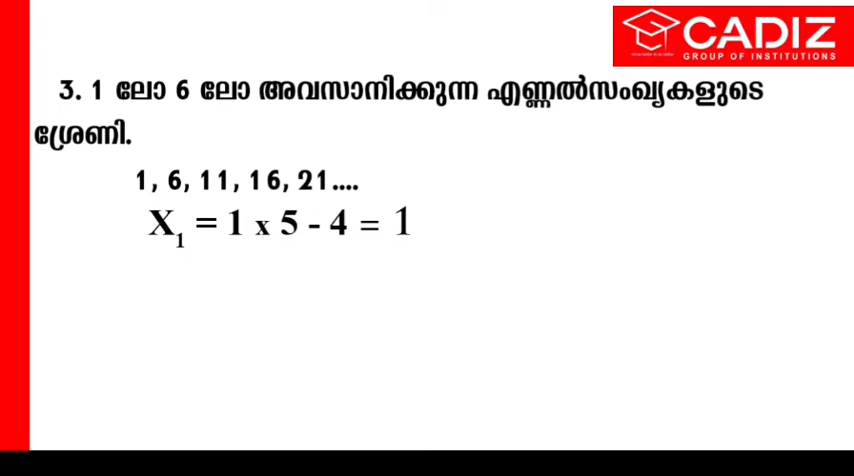 CADIZ
GROUP OF INSTITUTIONS
3. 1 ലോ 6 ലോ അവസാനിക്കുന്ന എണ്ണൽസംഖ്യകളുടെ
ശ്രേണി.
1, 6, 11, 16, 21....
X₁ = 1 x 5 - 4 = 1